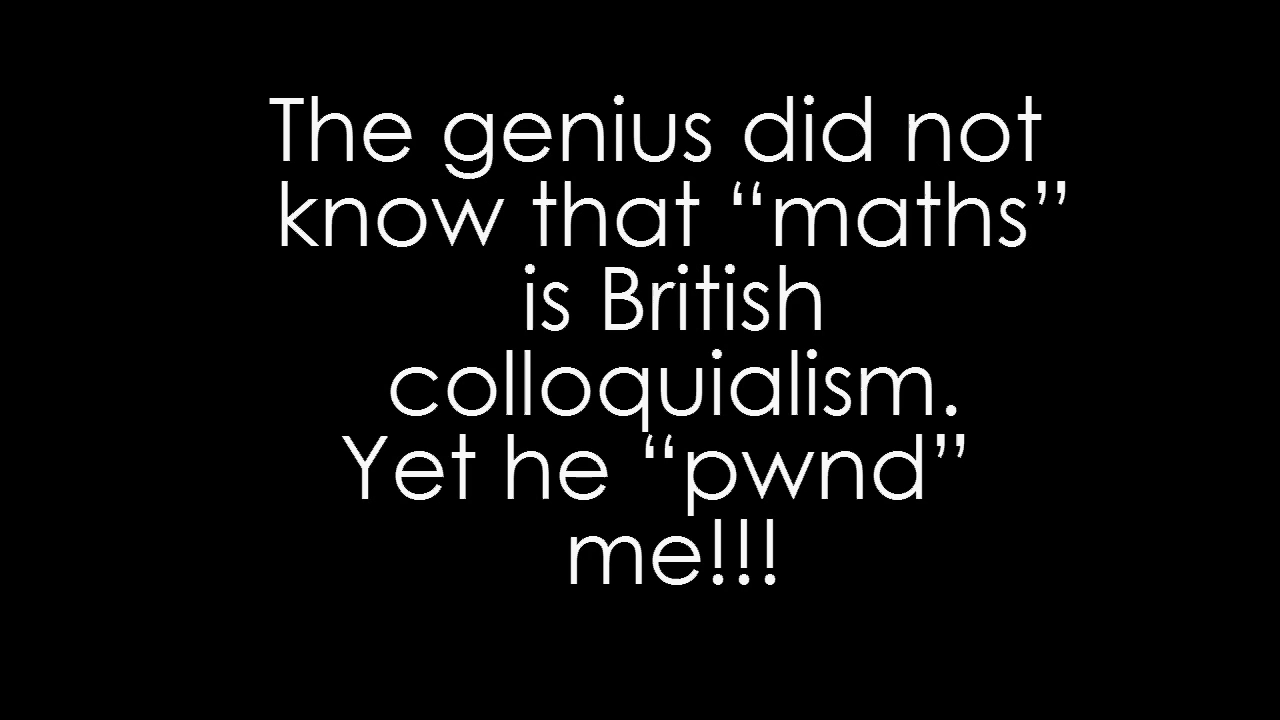 The genius did not
know that “maths”
is British
colloquialism.
Yet he “pwnd”
me!!!